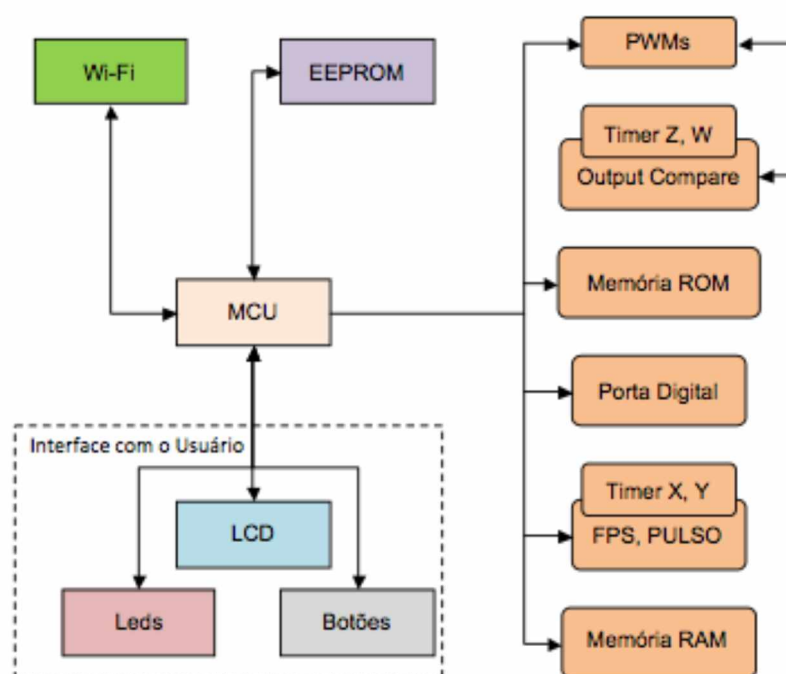 PWMs
Wi-Fi
EEPROM
Timer Z, W
Output Compare
Memória ROM
MCU
Porta Digital
Interface com o Usuário
Timer X, Y
LCD
FPS, PULSO
Leds
Botões
Memória RAM